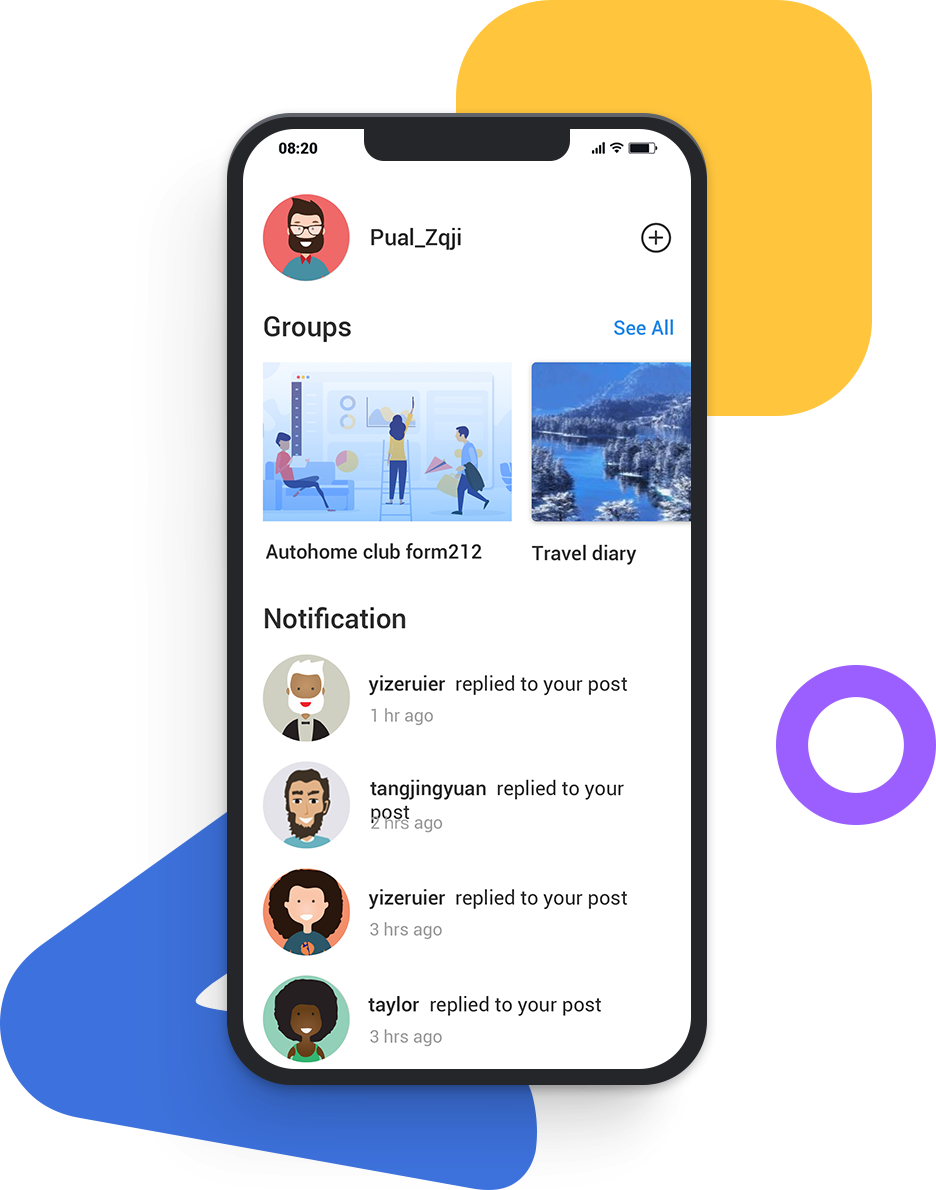 08:20
Pual_Zqji
Groups
See All
Autohome club form212
Travel diary
Notification
yizeruier replied to your post
1 hr ago
tangjingyuan replied to your
post
2 hrs ago
yizeruier replied to your post
3 hrs ago
taylor replied to your post
3 hrs ago